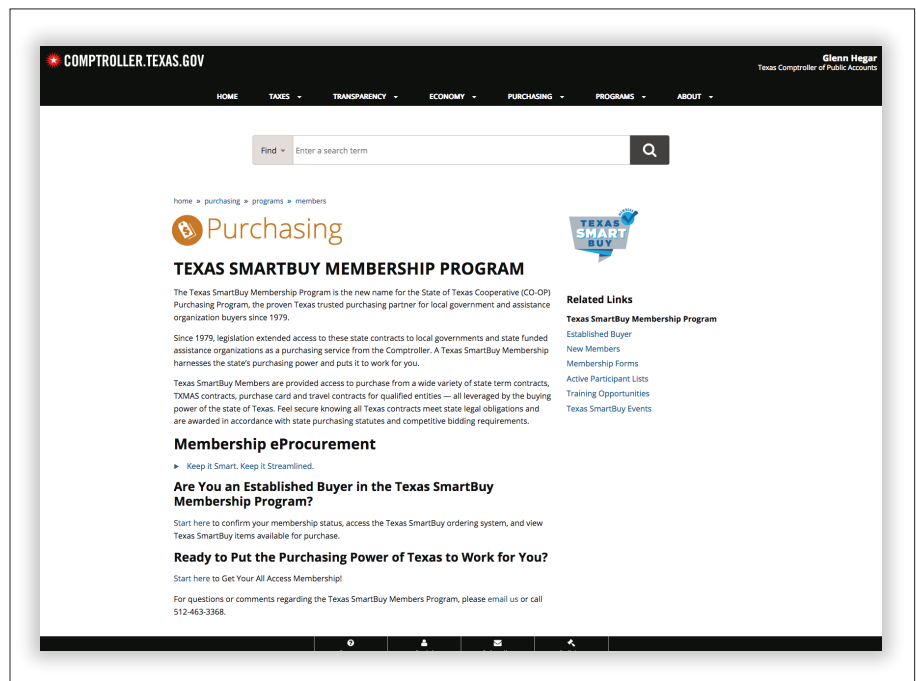 COMPTROLLER.TEXAS.GOV
Glenn Hegar
Texas Comptroller of Public Accounts
HOME TAXES TRANSPARENCY ECONOMY PURCHASING PROGRAMS ABOUT
Find Enter a search term
home » purchasing » programs » members
Purchasing
TEXAS SMARTBUY MEMBERSHIP PROGRAM
The Texas SmartBuy Membership Program is the new name for the State of Texas Cooperative (CO-OP)
Purchasing Program, the proven Texas trusted purchasing partner for local government and assistance
organization buyers since 1979.
Since 1979, legislation extended access to these state contracts to local governments and state funded
assistance organizations as a purchasing service from the Comptroller. A Texas SmartBuy Membership
harnesses the state's purchasing power and puts it to work for you.
Texas SmartBuy Members are provided access to purchase from a wide variety of state term contracts,
TXMAS contracts, purchase card and travel contracts for qualified entities — all leveraged by the buying
power of the state of Texas. Feel secure knowing all Texas contracts meet state legal obligations and
are awarded in accordance with state purchasing statutes and competitive bidding requirements.
Membership eProcurement
Keep it Smart. Keep it Streamlined.
Are You an Established Buyer in the Texas SmartBuy
Membership Program?
Start here to confirm your membership status, access the Texas SmartBuy ordering system, and view
Texas SmartBuy items available for purchase.
Ready to Put the Purchasing Power of Texas to Work for You?
Start here to Get Your All Access Membership!
For questions or comments regarding the Texas SmartBuy Members Program, please email us or call
512-463-3368.
TEXAS
SMART
BUY
Related Links
Texas SmartBuy Membership Program
Established Buyer
New Members
Membership Forms
Active Participant Lists
Training Opportunities
Texas SmartBuy Events